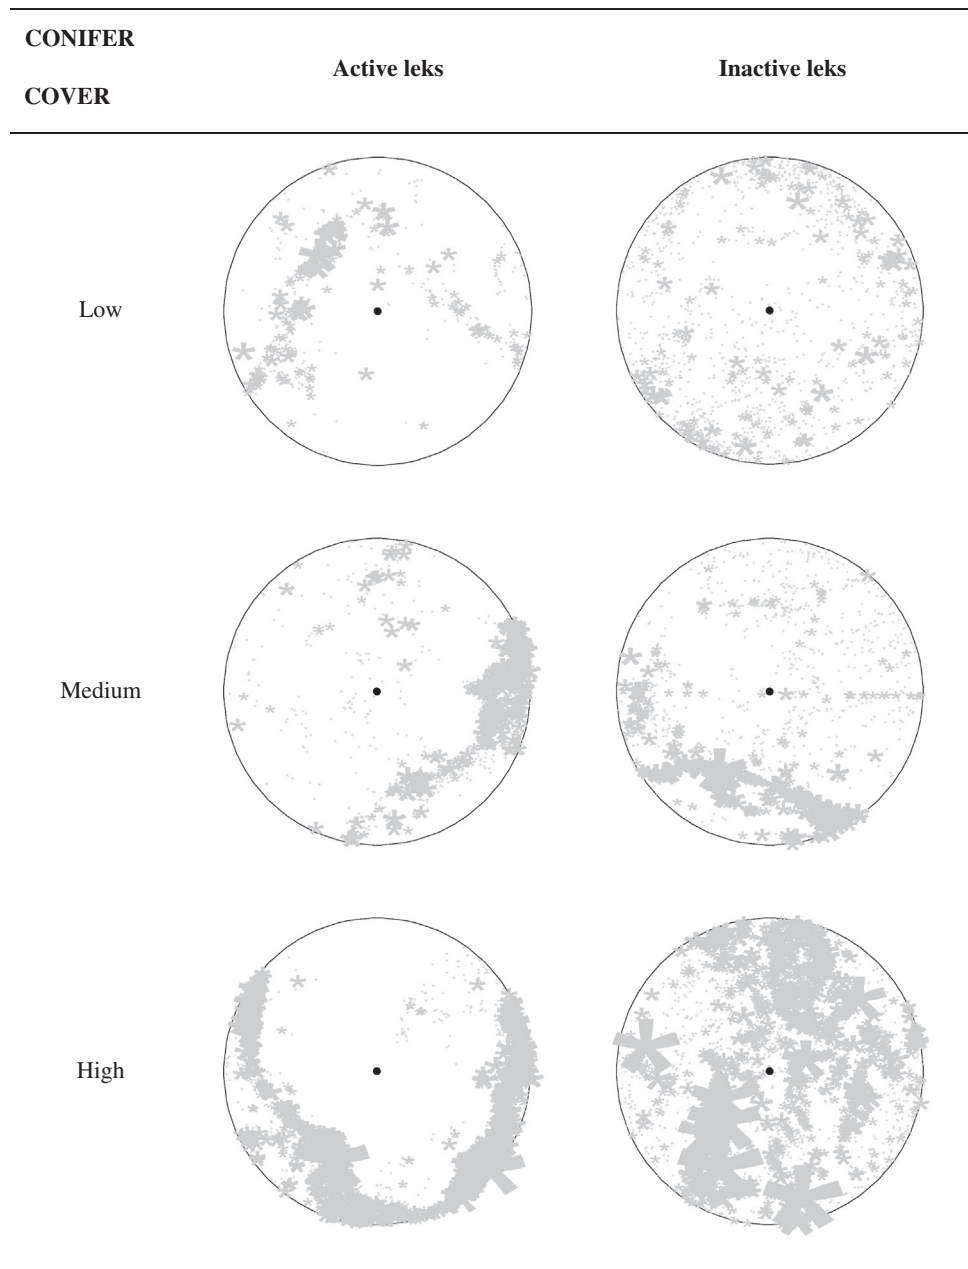 CONIFER
COVER
Active leks
Inactive leks
Low
Medium
High